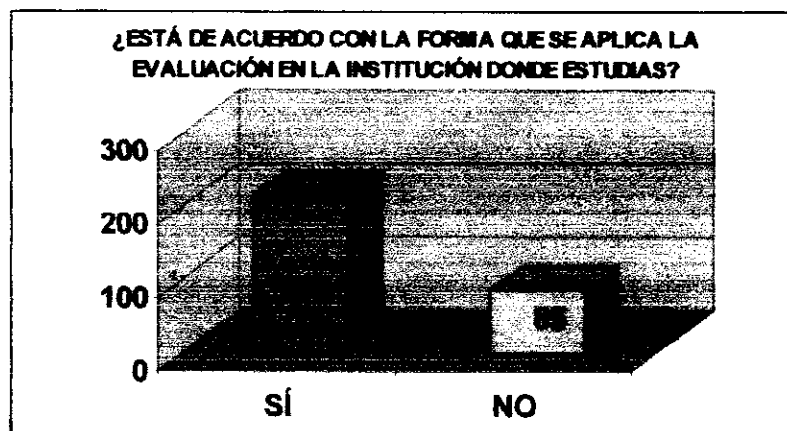 ¿ESTÁ DE ACUERDO CON LA FORMA QUE SE APLICA LA
EVALUACIÓN EN LA INSTITUCIÓN DONDE ESTUDIAS?
300
200
100
0
SÍ
NO